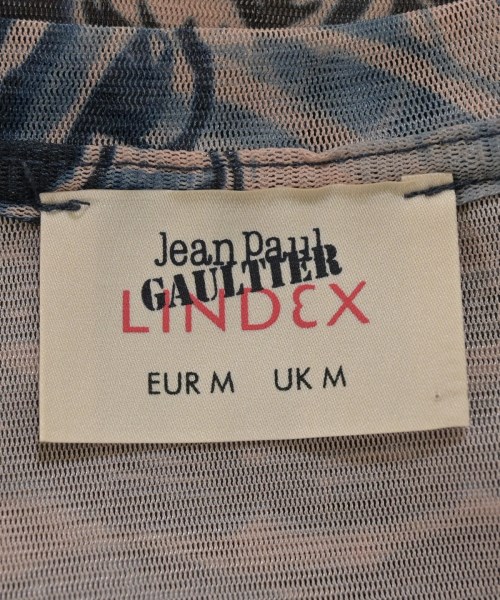 Jean Paul
GAULTIER
LINDEX
EUR M UK M